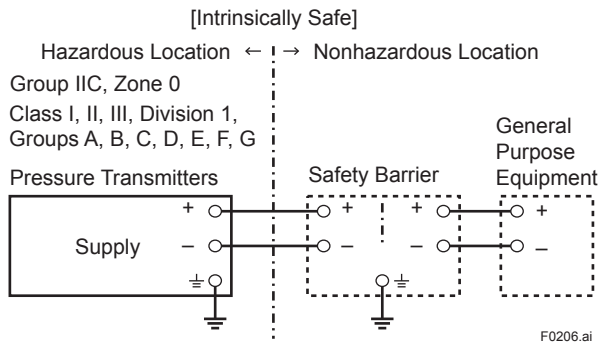 [Intrinsically Safe]
Hazardous Location ← → Nonhazardous Location
Group IIC, Zone 0
Class I, II, III, Division 1,
Groups A, B, C, D, E, F, G
General
Purpose
Equipment
Pressure Transmitters
Safety Barrier
+ + + +
Supply
– – – –
F0206.ai